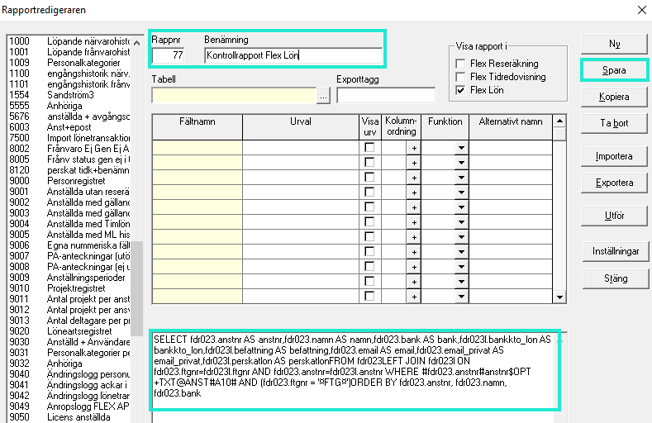 Rapportredigeraren
1000 Löpande närvarohisto
1001 Löpande frånvarohist
1009 Personalkategorier
1100 engångshistorik närv.
1101 engångshistorik frånv
1554 Sandström3
5555 Anhöriga
5676 anställda + avgångso
6003 Anst+epost
7500 Import lönetransaktion
8002 Frånvaro Ej Gen Ej A
8005 Frånv status gen ej i (
8120 perskat tidk+benämn
9000 Personregistret
9001 Anställda utan reserä
9002 Anställda med gälland
9003 Anställda med gälland
9004 Anställda med Timlön
9005 Anställda med ML his
9006 Egna nummeriska fält
9007 PA-anteckningar (utö
9008 PA-anteckningar (ej u
9009 Anställningsperioder
9010 Projektregistret
9011 Antal projekt per anst
9012 Antal projekt per ansv
9013 Antal deltagare per pr
9020 Löneartsregistret
9030 Anställd + Användare
9031 Personalkategorier pe
9032 Anhöriga
9040 Ändringslogg personu
9041 Ändringslogg ackar i
9042 Ändringslogg lönetran
9049 Anropslogg FLEX AP
9050 Licens anställda
Rappnr Benämning
77 Kontrollrapport Flex Lön
Tabell Exporttagg
...
Visa rapport i
Flex Reseräkning
Flex Tidredovisning
Flex Lön
Fältnamn Urval Visa urv Kolumn-ordning Funktion Alternativt namn
+
+
+
+
+
+
+
+
+
+
+
SELECT fdr023.anstnr AS anstnr,fdr023.namn AS namn,fdr023.bank AS bank,fdr023l.bankkto_lon AS
bankkto_lon,fdr023l.befattning AS befattning,fdr023.email AS email,fdr023.email_privat AS
email_privat,fdr023l.perskatlon AS perskatlonFROM fdr023LEFT JOIN fdr023l ON
fdr023.ftgnr=fdr023l.ftgnr AND fdr023.anstnr=fdr023l.anstnr WHERE #fdr023.anstnr#anstnr$OPT
+TXT@ANST#A10# AND (fdr023.ftgnr = '¤FTG¤')ORDER BY fdr023.anstnr, fdr023.namn,
fdr023.bank
Ny
Spara
Kopiera
Ta bort
Importera
Exportera
Utför
Inställningar
Stäng